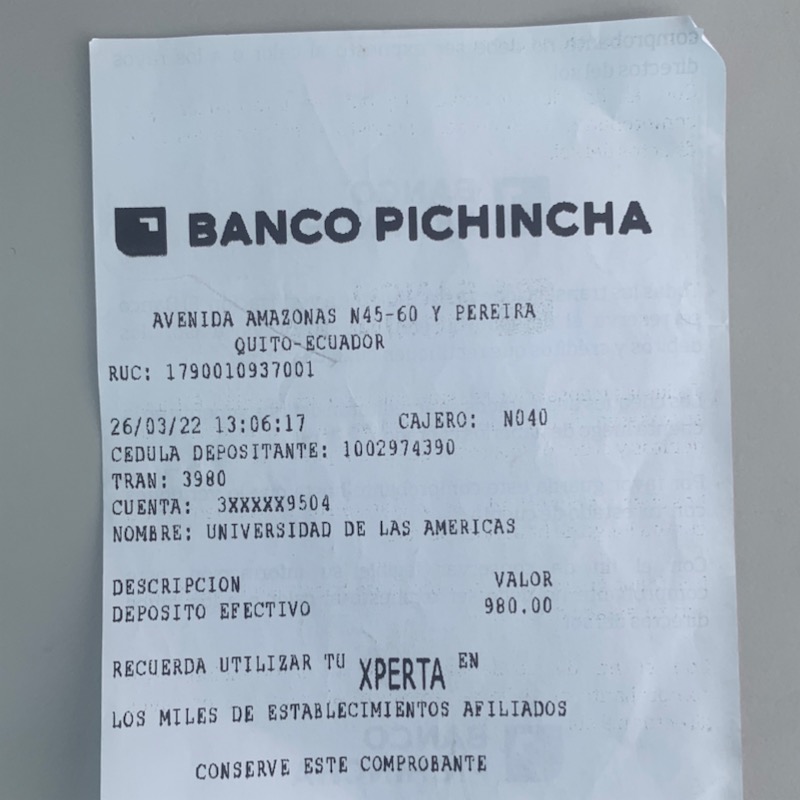 BANCO PICHINCHA
AVENIDA AMAZONAS N45-60 Y PEREIRA
QUITO-ECUADOR
RUC: 1790010937001
26/03/22 13:06:17 CAJERO: N040
CEDULA DEPOSITANTE: 1002974390
TRAN: 3980
CUENTA: 3XXXXX9504
NOMBRE: UNIVERSIDAD DE LAS AMERICAS
DESCRIPCION VALOR
DEPOSITO EFECTIVO 980.00
RECUERDA UTILIZAR TU XPERTA EN
LOS MILES DE ESTABLECIMIENTOS AFILIADOS
CONSERVE ESTE COMPROBANTE